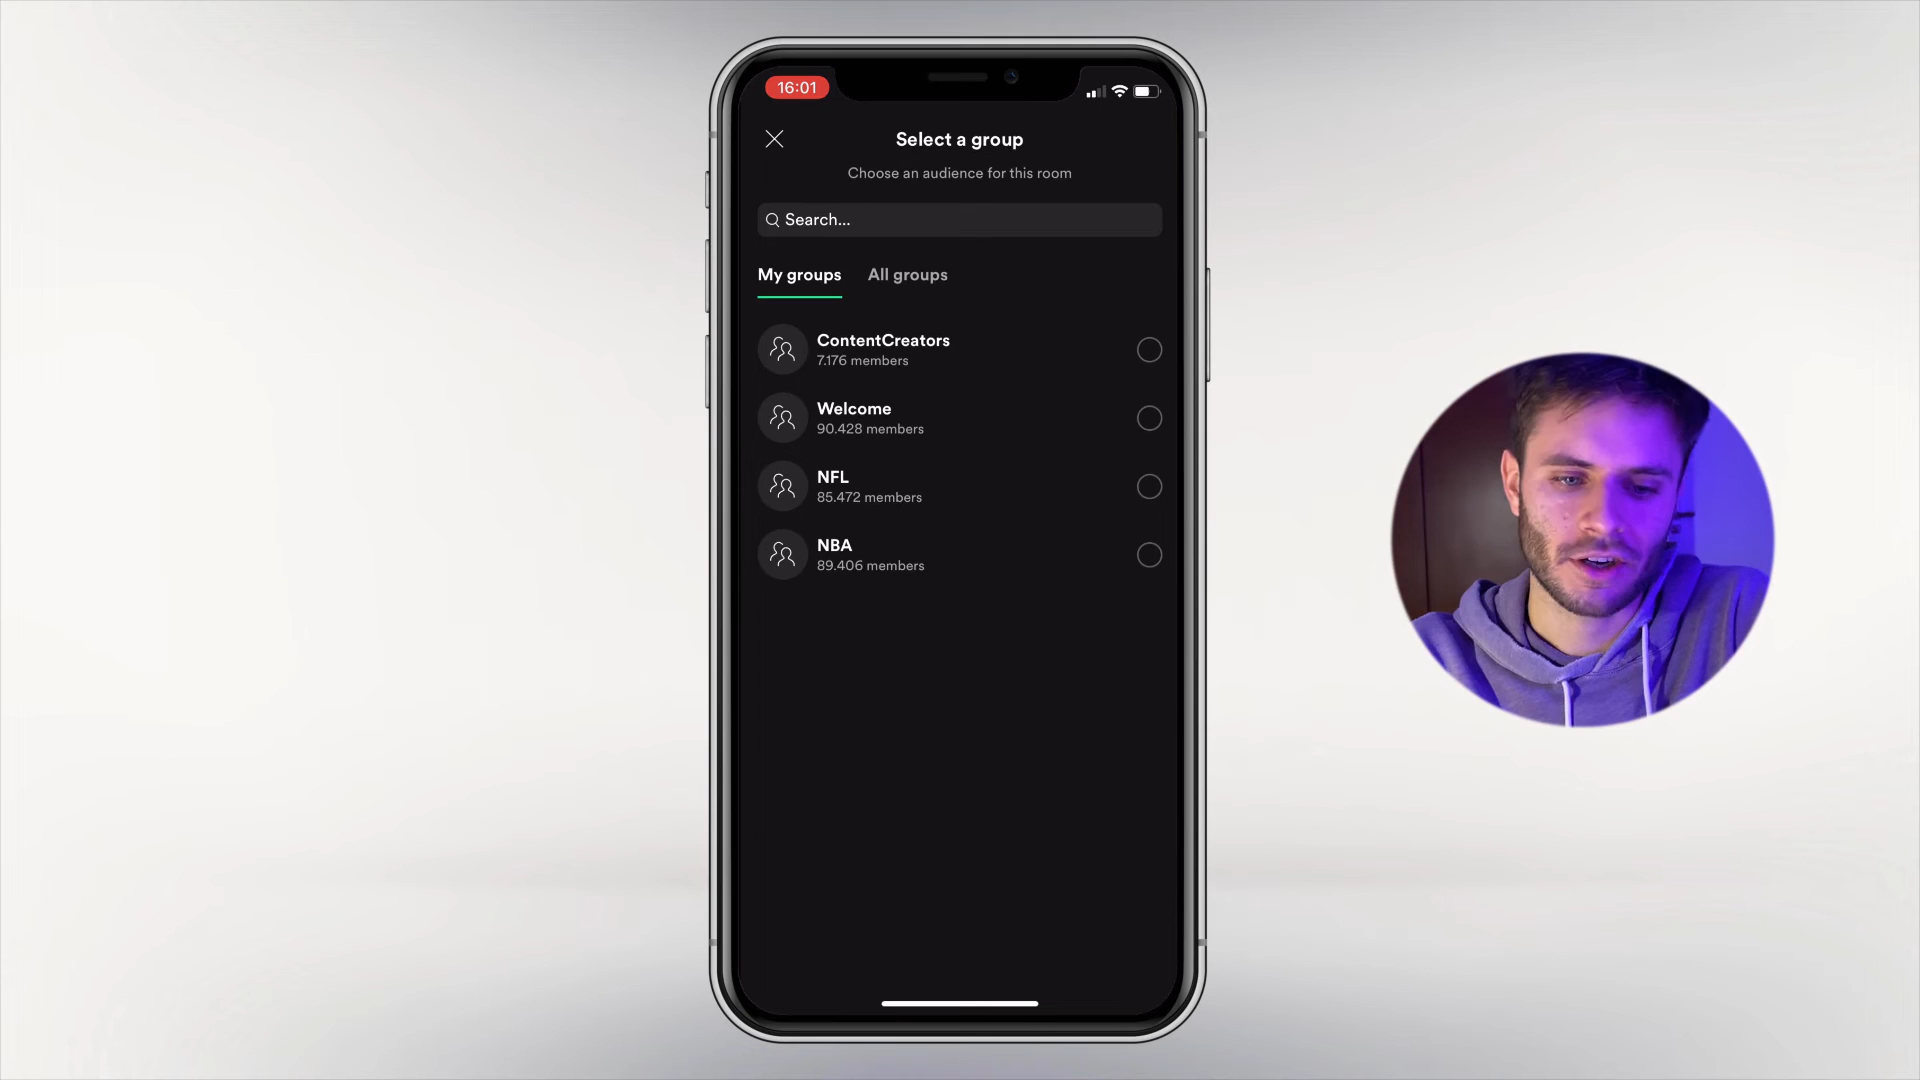 16:01
Select a group
Choose an audience for this room
Search...
My groups
All groups
ContentCreators
7.176 members
Welcome
90.428 members
NFL
85.472 members
NBA
89.406 members